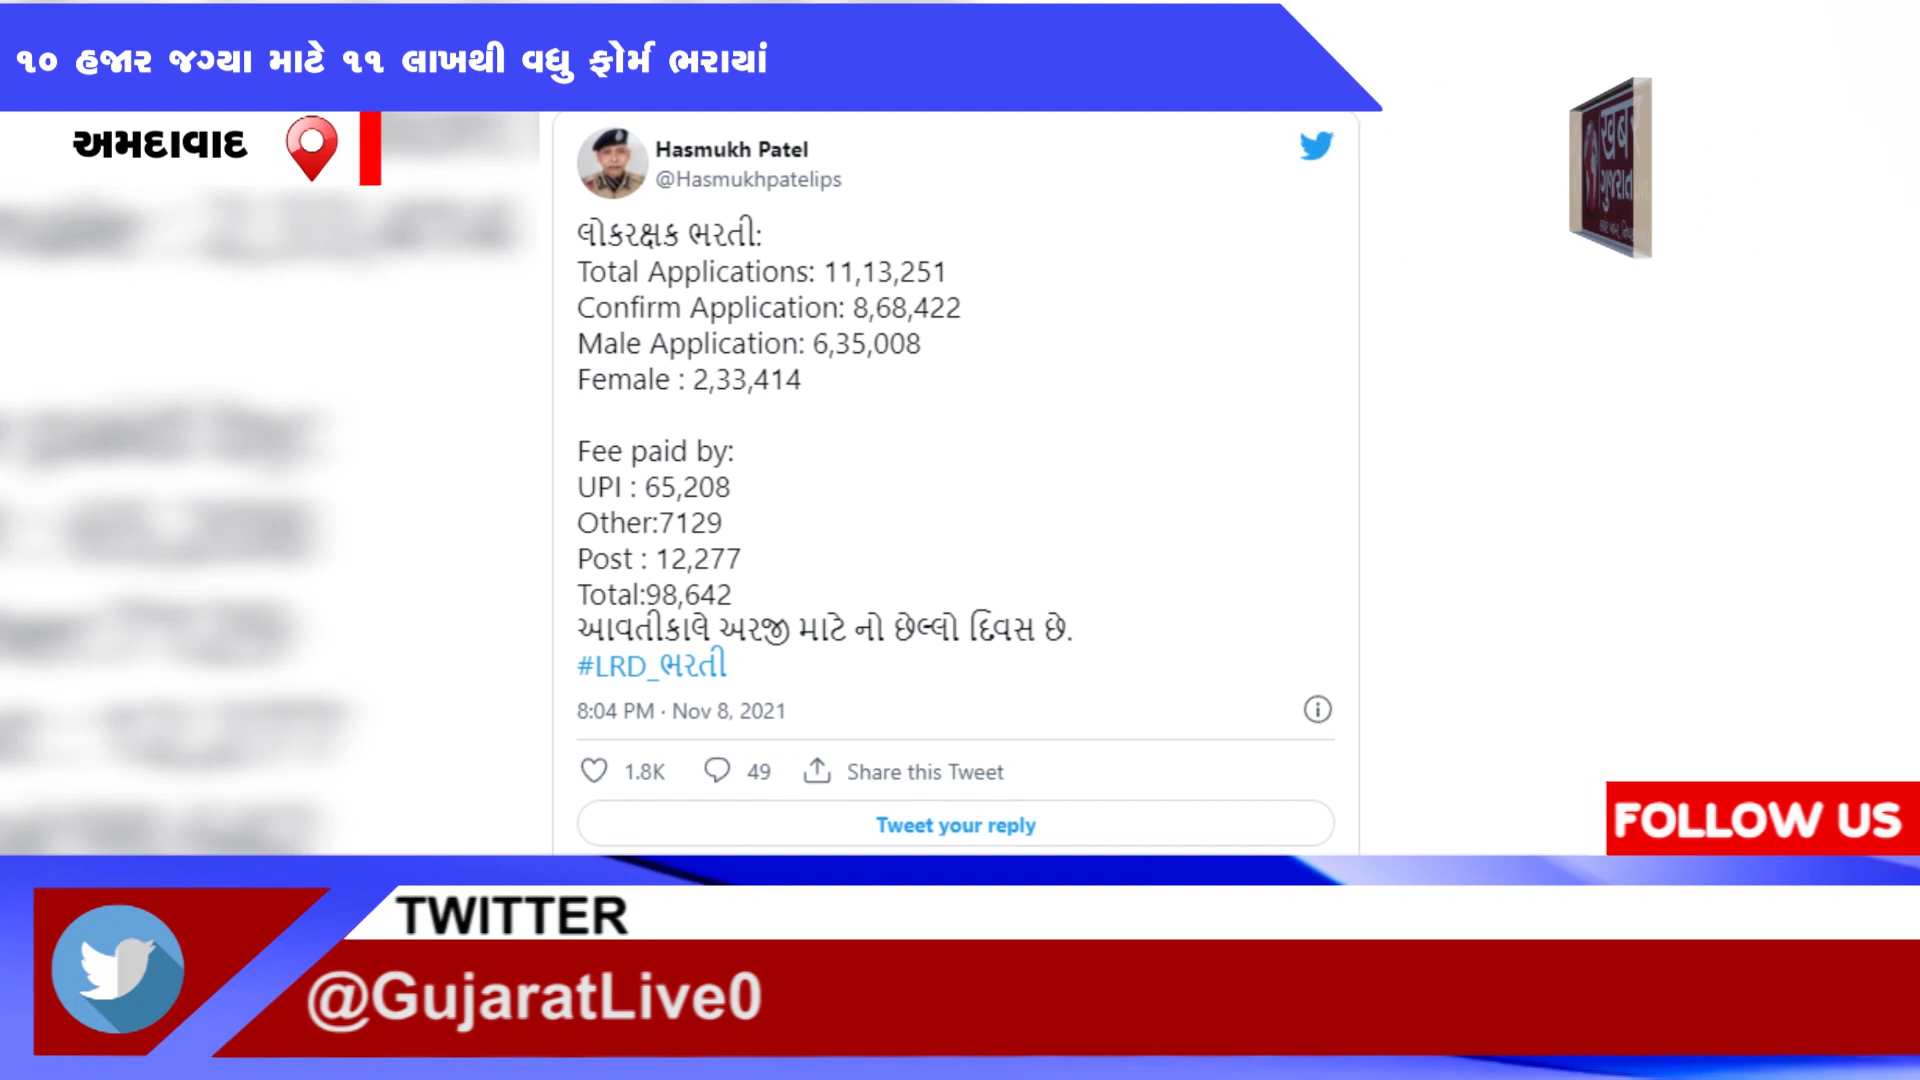 ૧૦ હજાર જગ્યા માટે ૧૧ લાખથી વધુ ફોર્મ ભરાયાં
અમદાવાદ
Hasmukh Patel
@Hasmukhpatelips
લોકરક્ષક ભરતી:
Total Applications: 11,13,251
Confirm Application: 8,68,422
Male Application: 6,35,008
Female : 2,33,414
Fee paid by:
UPI : 65,208
Other:7129
Post : 12,277
Total:98,642
આવતીકાલે અરજી માટે નો છેલ્લો દિવસ છે.
#LRD_ભરતી
8:04 PM · Nov 8, 2021
1.8K 49 Share this Tweet
Tweet your reply
ગુજરાત
FOLLOW US
TWITTER
@GujaratLive0